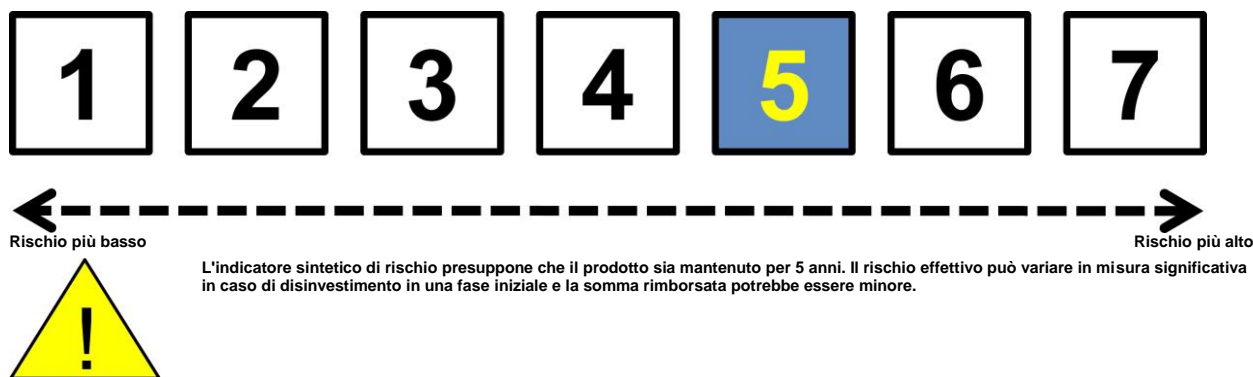 1 2 3 4 5 6 7
Rischio più basso Rischio più alto
L'indicatore sintetico di rischio presuppone che il prodotto sia mantenuto per 5 anni. Il rischio effettivo può variare in misura significativa
in caso di disinvestimento in una fase iniziale e la somma rimborsata potrebbe essere minore.
!